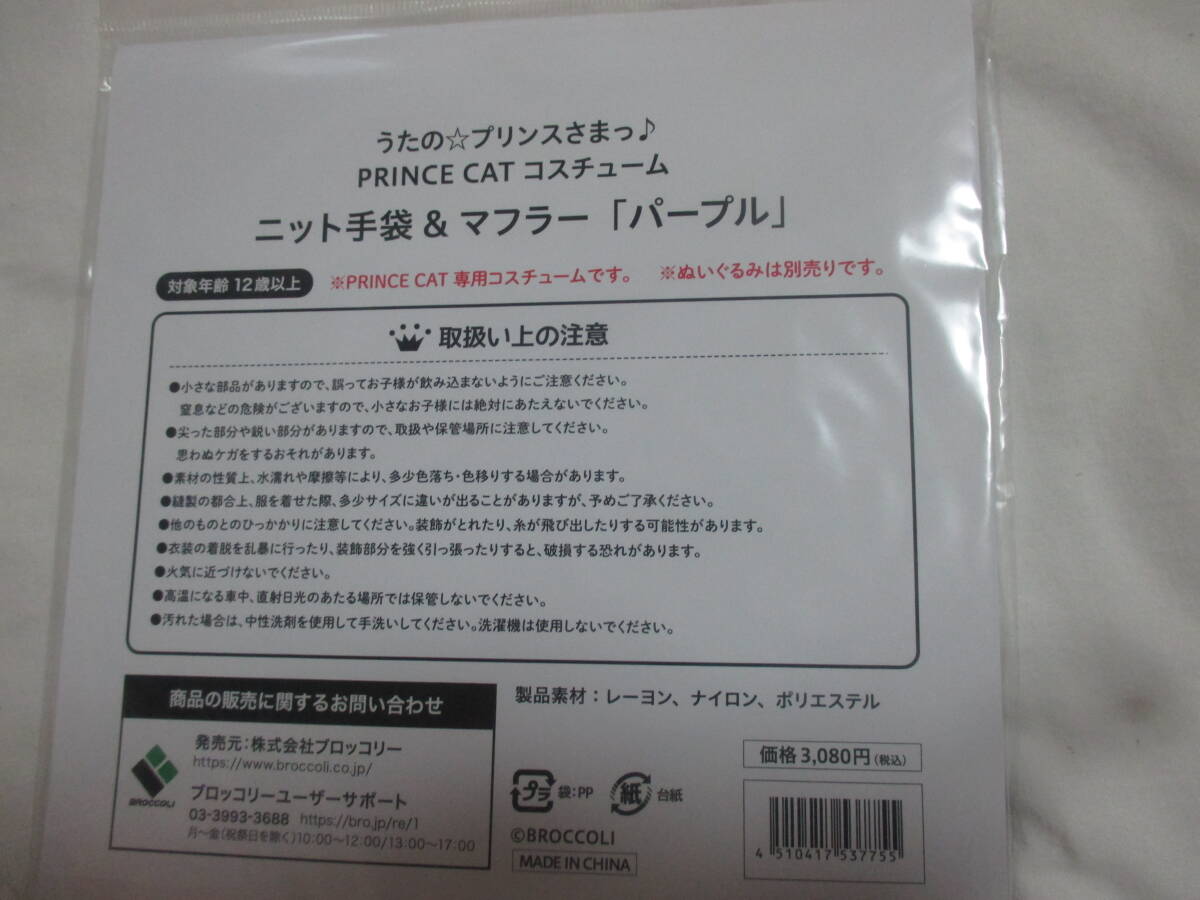 うたの☆プリンスさまっ♪
PRINCE CAT コスチューム
ニット手袋 & マフラー「パープル」
対象年齢 12歳以上
※PRINCE CAT 専用コスチュームです。 ※ぬいぐるみは別売りです。
取扱い上の注意
●小さな部品がありますので、誤ってお子様が飲み込まないようにご注意ください。
窒息などの危険がございますので、小さなお子様には絶対にあたえないでください。
●尖った部分や鋭い部分がありますので、取扱や保管場所に注意してください。
思わぬケガをするおそれがあります。
●素材の性質上、水濡れや摩擦等により、多少色落ち・色移りする場合があります。
●縫製の都合上、服を着せた際、多少サイズに違いが出ることがありますが、予めご了承ください。
●他のものとのひっかかりに注意してください。装飾がとれたり、糸が飛び出したりする可能性があります。
●衣装の着脱を乱暴に行ったり、装飾部分を強く引っ張ったりすると、破損する恐れがあります。
●火気に近づけないでください。
●高温になる車中、直射日光のあたる場所では保管しないでください。
●汚れた場合は、中性洗剤を使用して手洗いしてください。洗濯機は使用しないでください。
商品の販売に関するお問い合わせ
発売元：株式会社ブロッコリー
https://www.broccoli.co.jp/
BROCCOLI
ブロッコリーユーザーサポート
03-3993-3688 https://bro.jp/re/1
月～金(祝祭日を除く)10:00～12:00/13:00～17:00
製品素材：レーヨン、ナイロン、ポリエステル
価格 3,080円(税込)
プラ 袋：PP 紙 台紙
©BROCCOLI
MADE IN CHINA
4 510417 537755